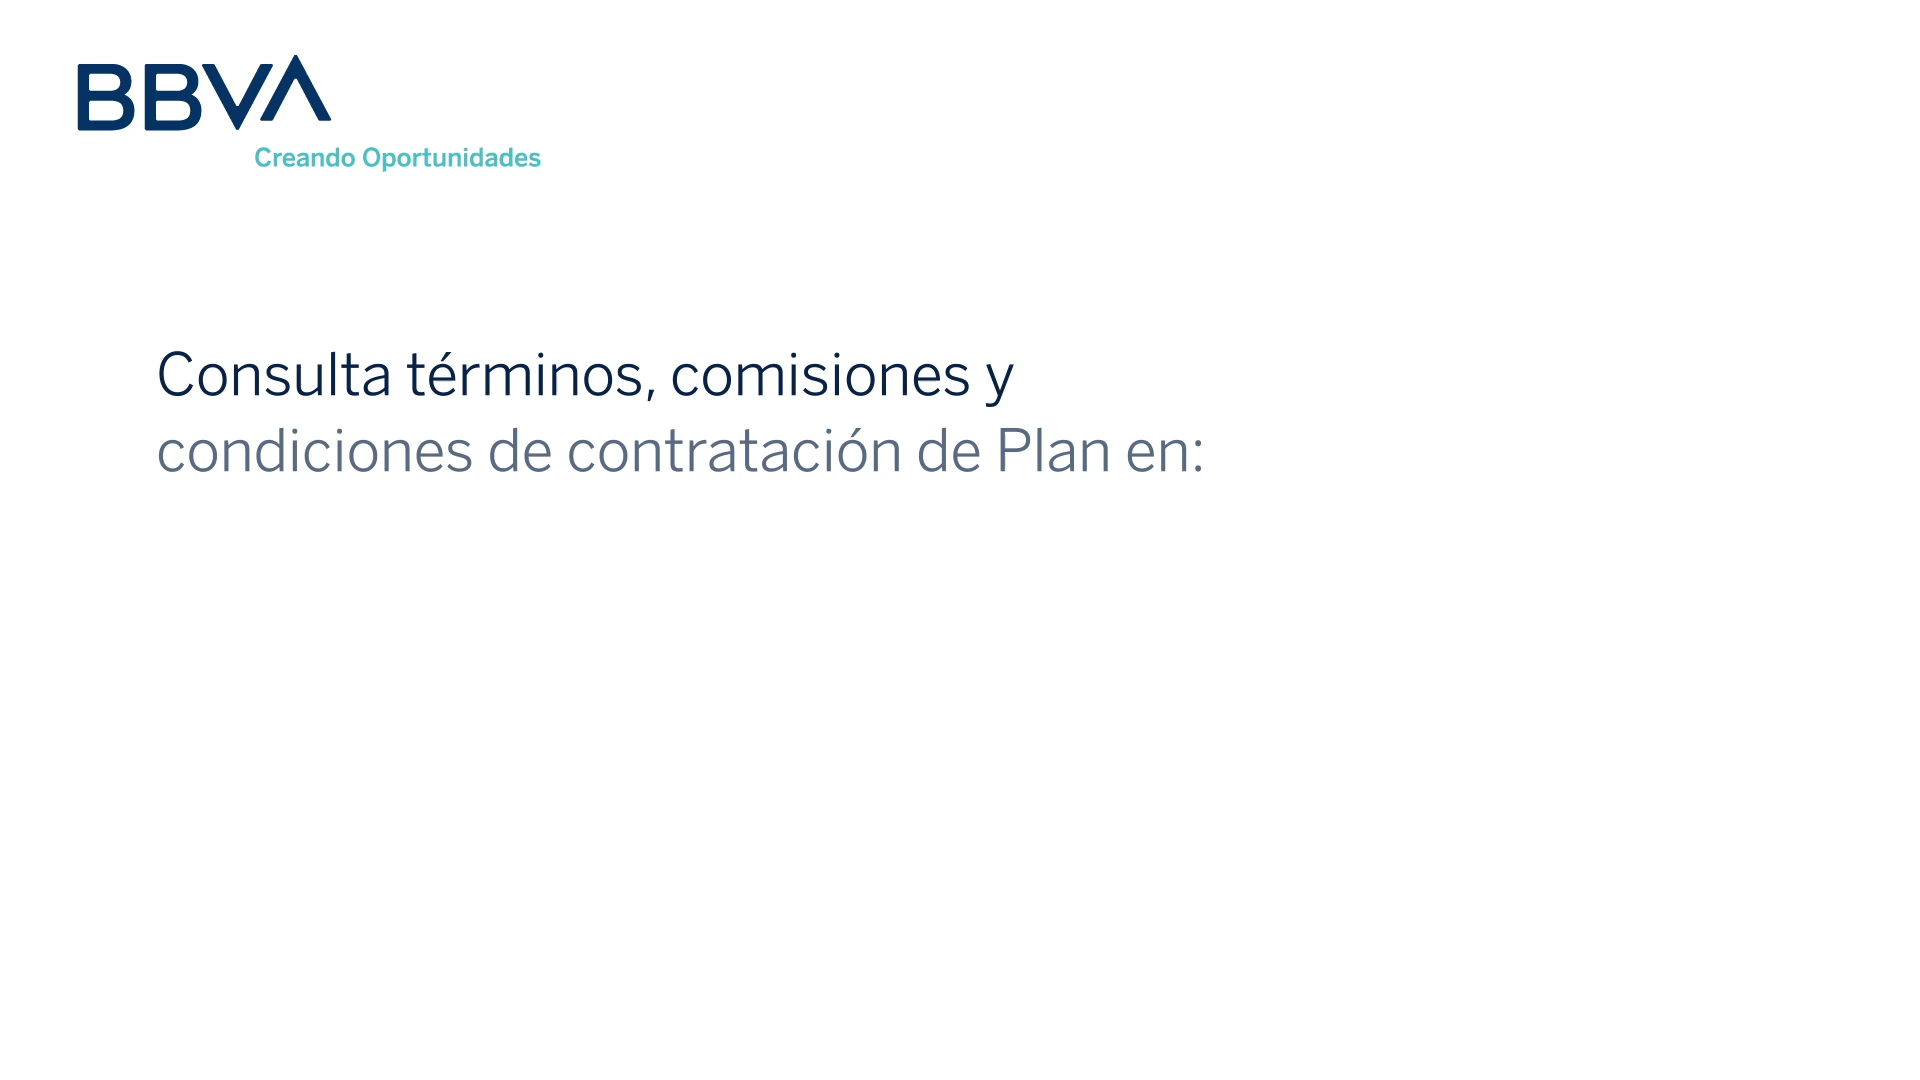 BBVA
Creando Oportunidades
Consulta términos, comisiones y
condiciones de contratación de Plan en: